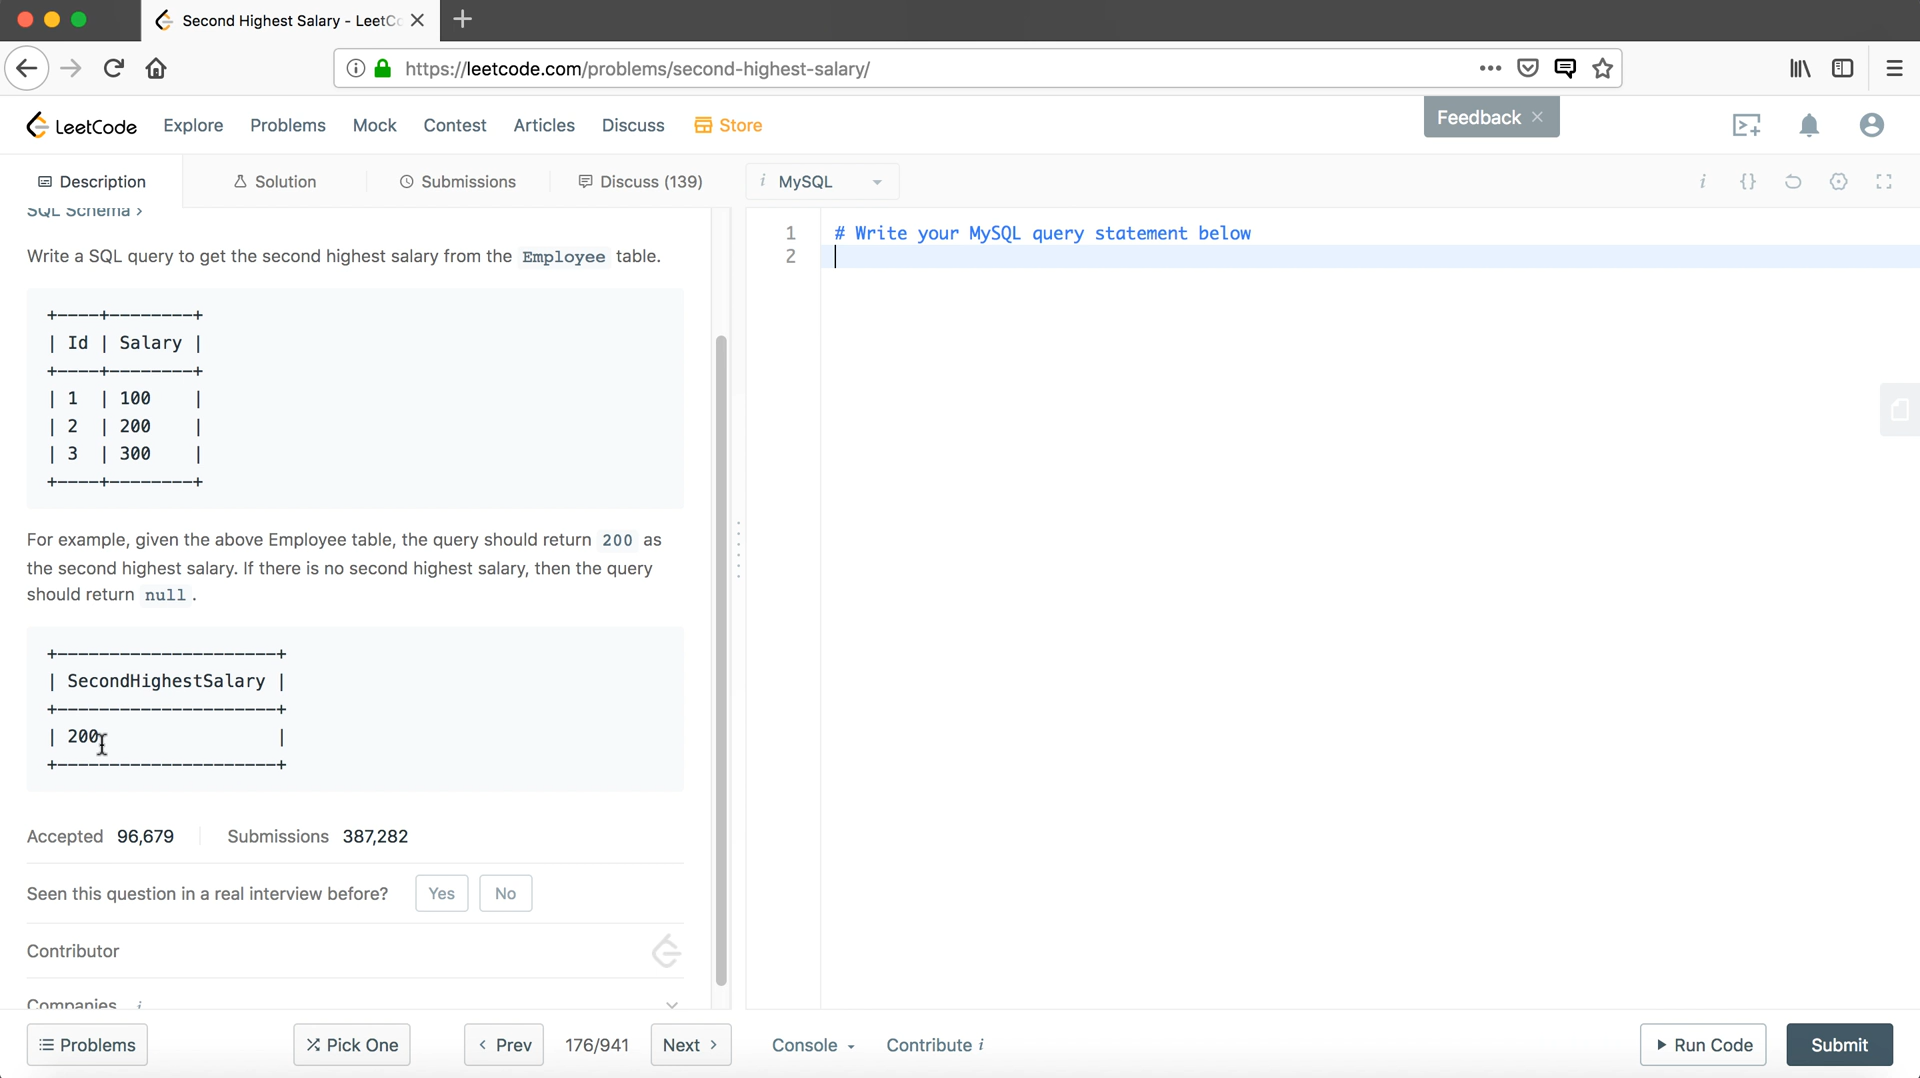 Second Highest Salary - LeetCo
https://leetcode.com/problems/second-highest-salary/
LeetCode Explore Problems Mock Contest Articles Discuss Store Feedback ×
Description Solution Submissions Discuss (139) i MySQL i {}
SQL Schema >
Write a SQL query to get the second highest salary from the Employee table.
+----+--------+
| Id | Salary |
+----+--------+
| 1 | 100 |
| 2 | 200 |
| 3 | 300 |
+----+--------+
For example, given the above Employee table, the query should return 200 as
the second highest salary. If there is no second highest salary, then the query
should return null.
+---------------------+
| SecondHighestSalary |
+---------------------+
| 200 |
+---------------------+
Accepted 96,679 Submissions 387,282
Seen this question in a real interview before? Yes No
Contributor
Companies i
1 # Write your MySQL query statement below
2
Problems Pick One < Prev 176/941 Next > Console Contribute i Run Code Submit